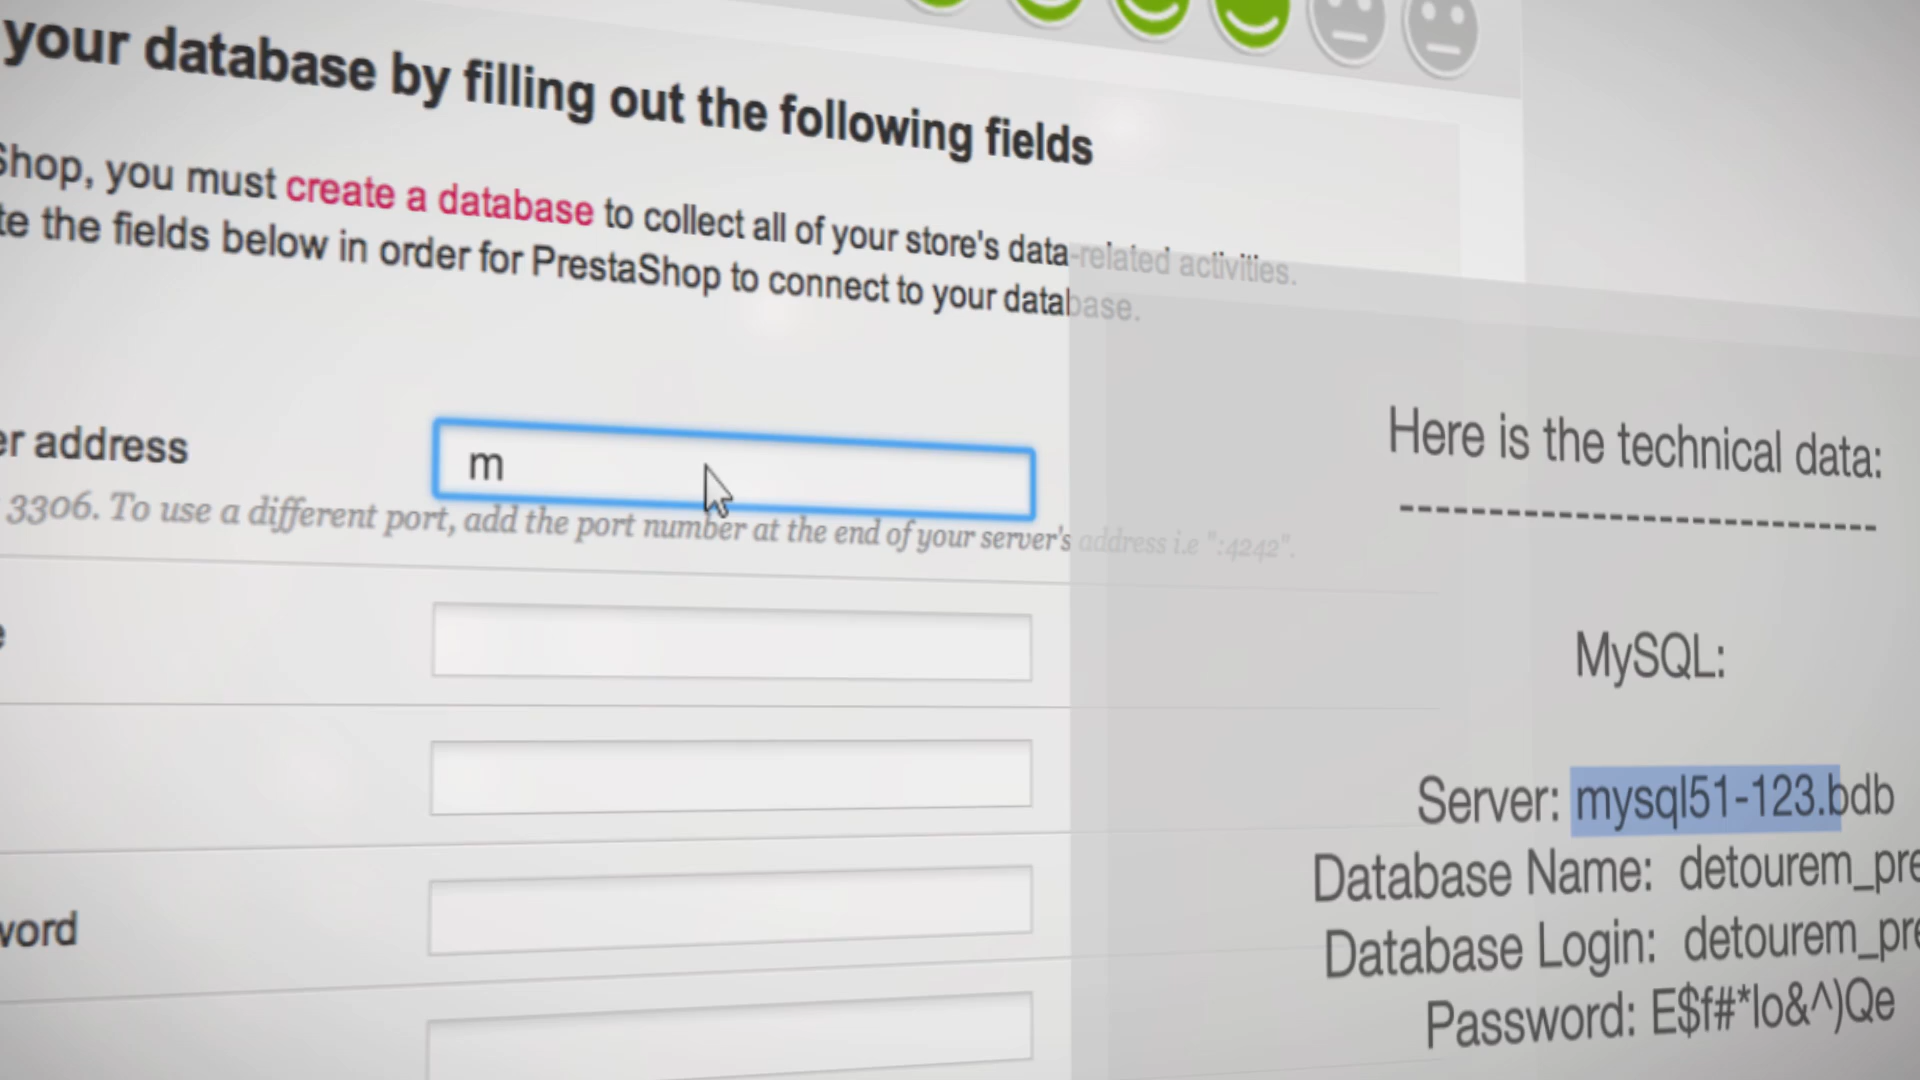 your database by filling out the following fields
Shop, you must create a database to collect all of your store's data-related activities.
te the fields below in order for PrestaShop to connect to your database.
er address
m
3306. To use a different port, add the port number at the end of your server's address i.e ":4242".
e
word
Here is the technical data:
----------------------------
MySQL:
Server: mysql51-123.bdb
Database Name: detourem_pre
Database Login: detourem_pre
Password: E$f#*lo&^)Qe